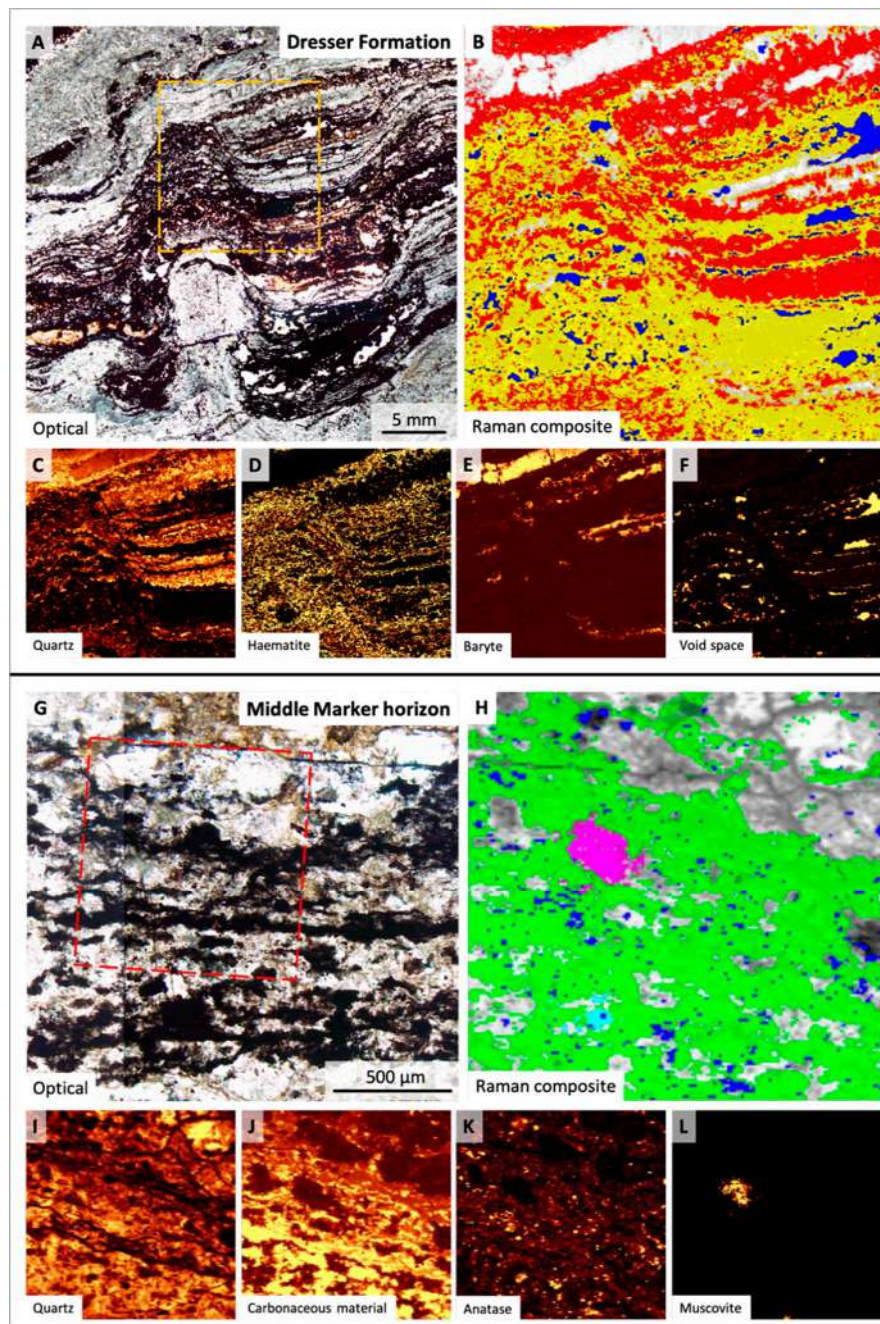 A
Dresser Formation
B
Optical
5 mm
Raman composite
C
D
E
F
Quartz
Haematite
Baryte
Void space
G
Middle Marker horizon
H
Optical
500 µm
Raman composite
I
J
K
L
Quartz
Carbonaceous material
Anatase
Muscovite